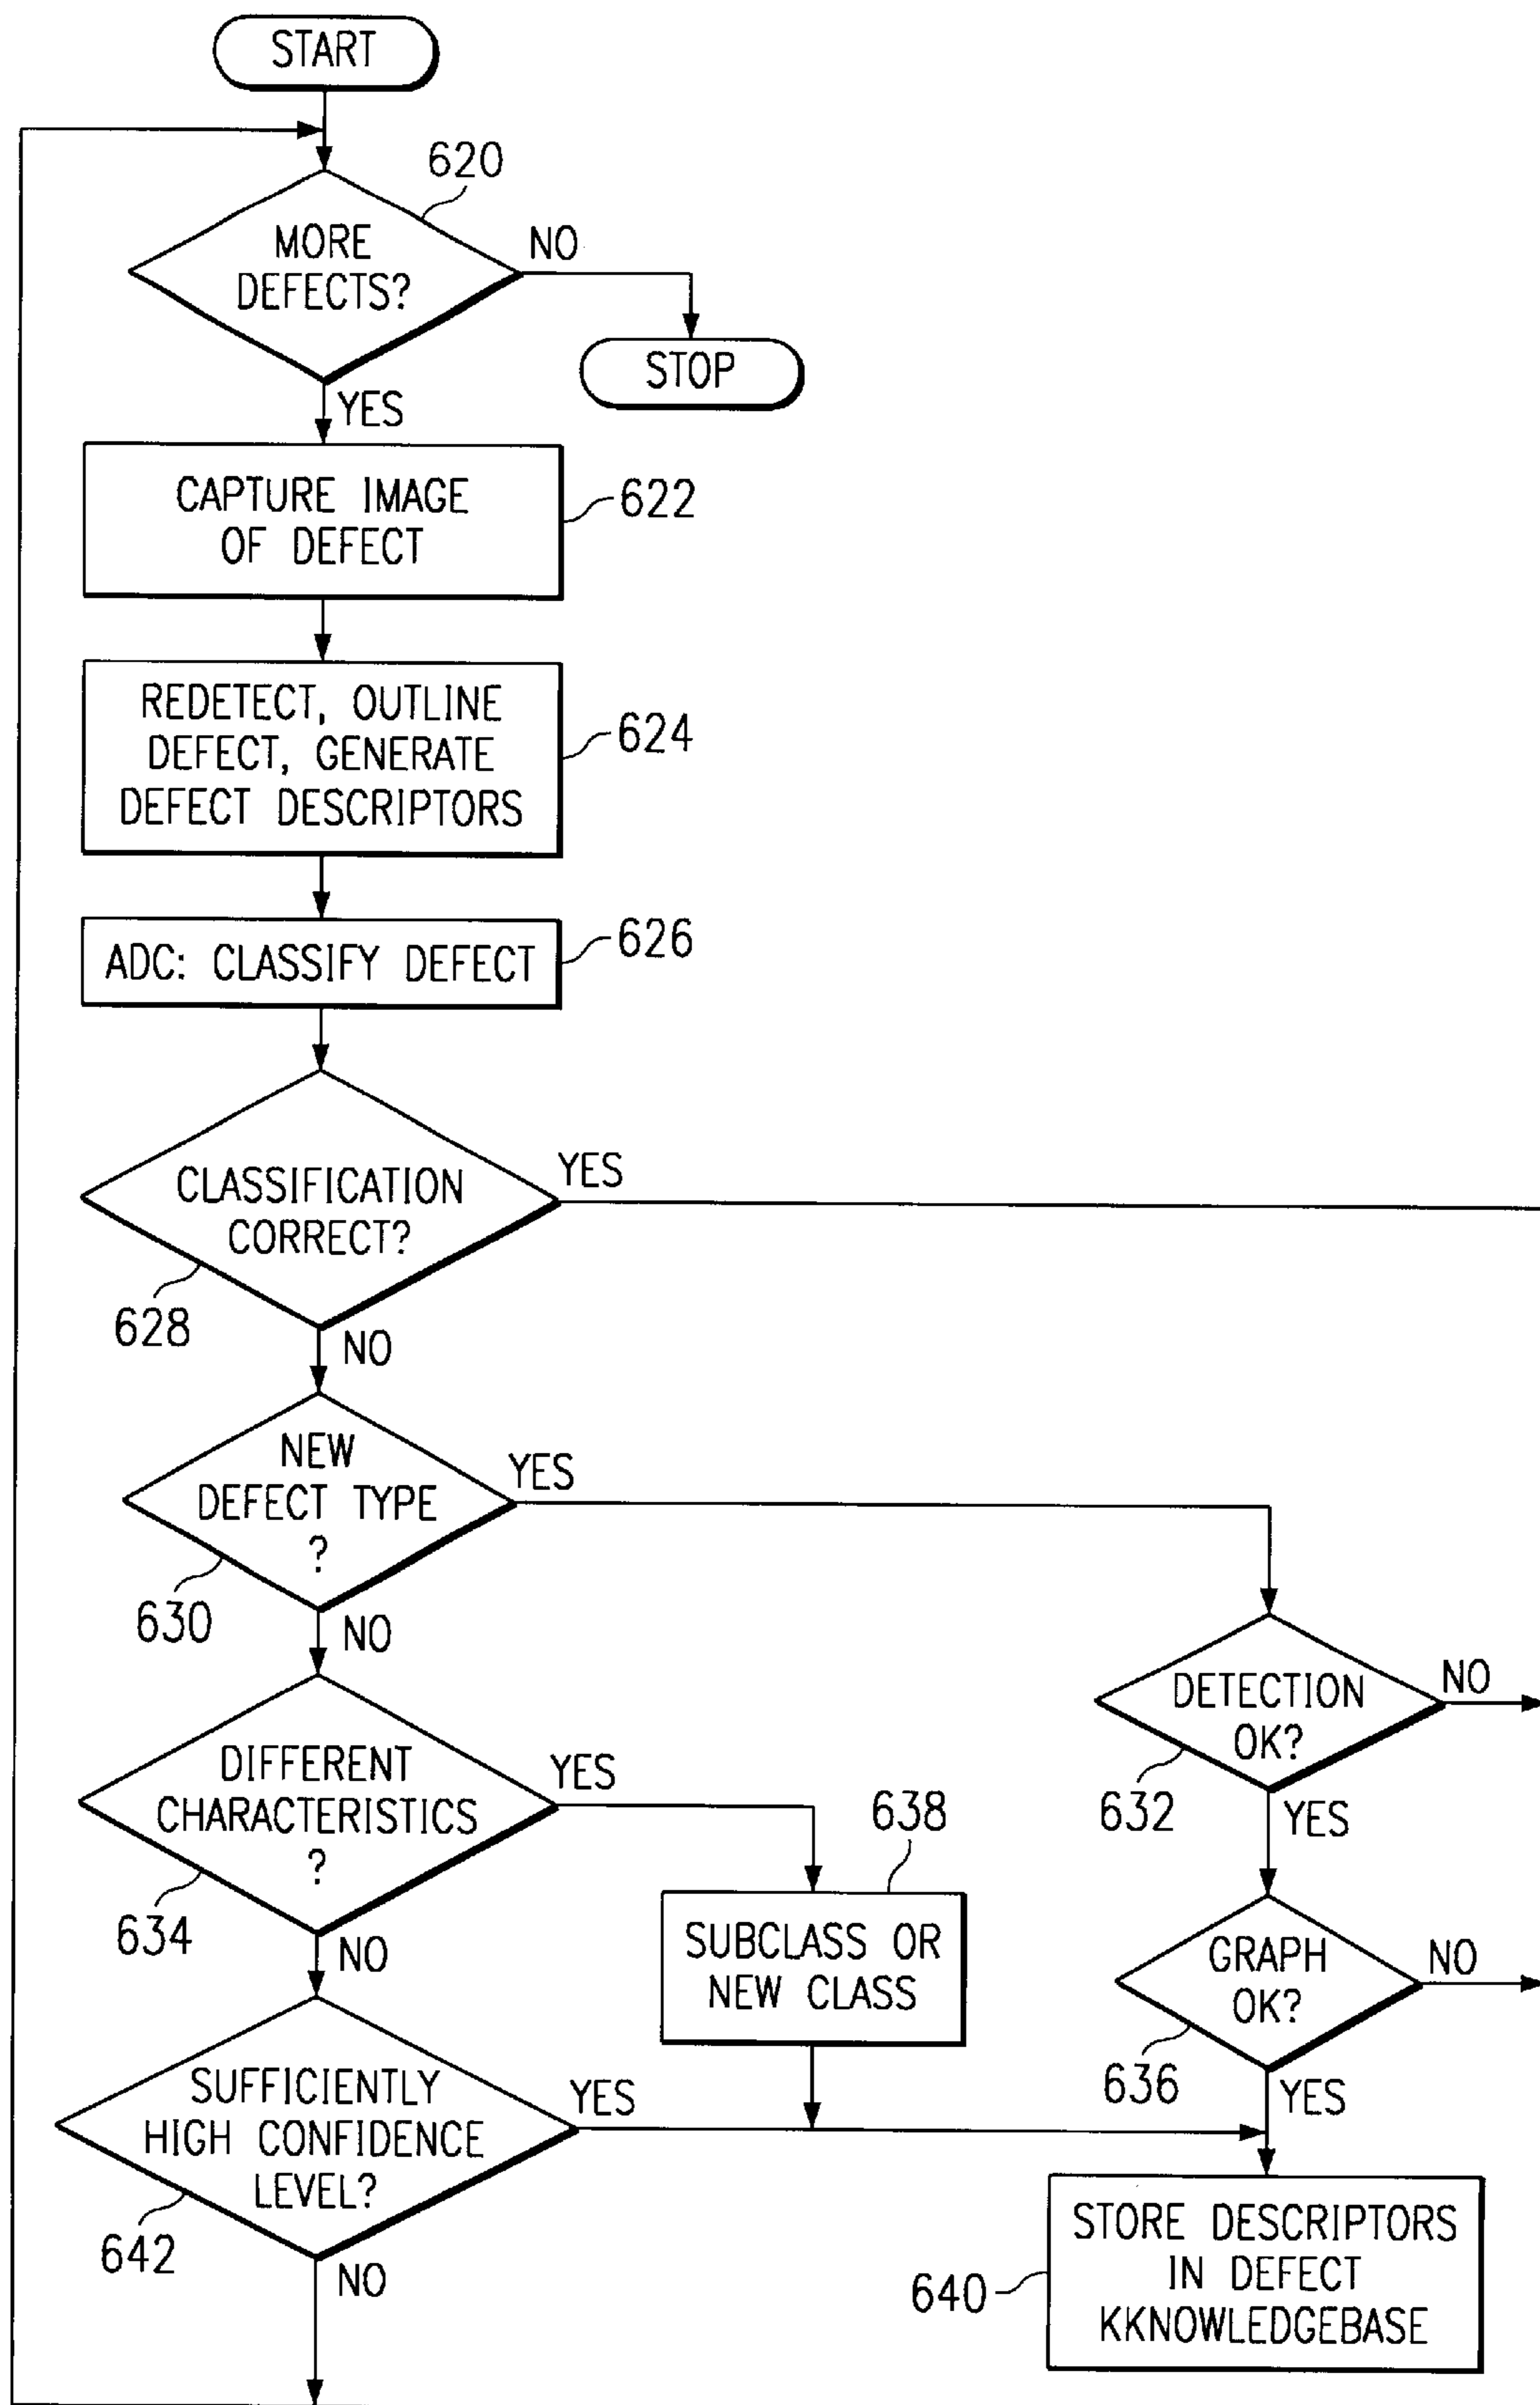 START
620
MORE
DEFECTS?
NO
STOP
YES
CAPTURE IMAGE
OF DEFECT
622
REDETECT, OUTLINE
DEFECT, GENERATE
DEFECT DESCRIPTORS
624
ADC: CLASSIFY DEFECT
626
CLASSIFICATION
CORRECT?
YES
628
NO
NEW
DEFECT TYPE
?
YES
630
NO
DETECTION
OK?
NO
632
YES
DIFFERENT
CHARACTERISTICS
?
YES
634
NO
638
SUBCLASS OR
NEW CLASS
GRAPH
OK?
NO
636
YES
SUFFICIENTLY
HIGH CONFIDENCE
LEVEL?
YES
642
NO
STORE DESCRIPTORS
IN DEFECT
KKNOWLEDGEBASE
640